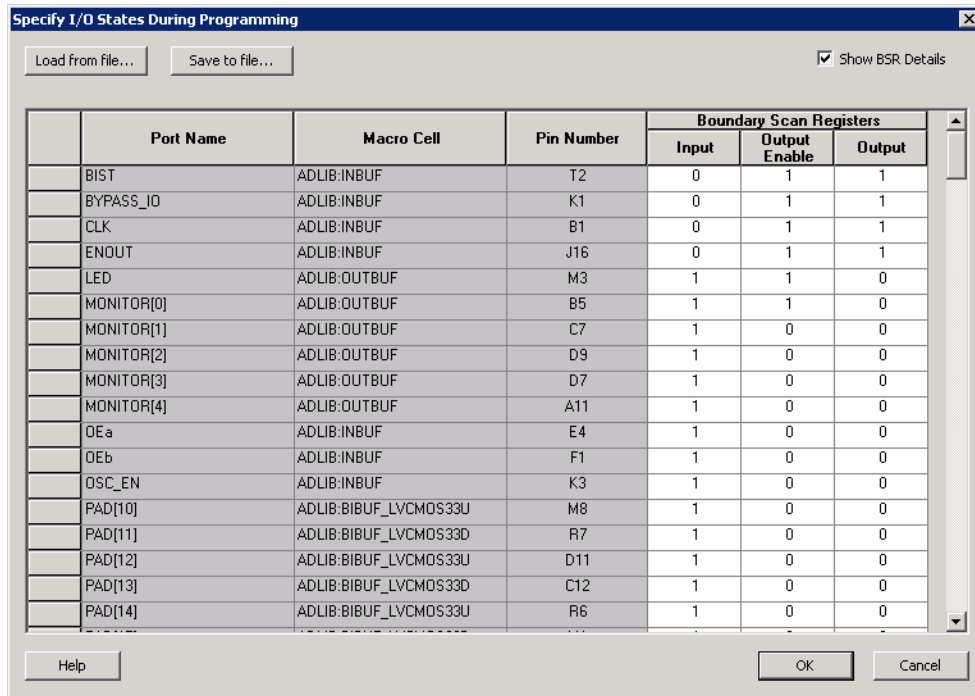 Specify I/O States During Programming
Load from file... Save to file... Show BSR Details
Boundary Scan Registers
Port Name Macro Cell Pin Number Input Output Enable Output
BIST ADLIB:INBUF T2 0 1 1
BYPASS_IO ADLIB:INBUF K1 0 1 1
CLK ADLIB:INBUF B1 0 1 1
ENOUT ADLIB:INBUF J16 0 1 1
LED ADLIB:OUTBUF M3 1 1 0
MONITOR[0] ADLIB:OUTBUF B5 1 1 0
MONITOR[1] ADLIB:OUTBUF C7 1 0 0
MONITOR[2] ADLIB:OUTBUF D9 1 0 0
MONITOR[3] ADLIB:OUTBUF D7 1 0 0
MONITOR[4] ADLIB:OUTBUF A11 1 0 0
OEa ADLIB:INBUF E4 1 0 0
OEb ADLIB:INBUF F1 1 0 0
OSC_EN ADLIB:INBUF K3 1 0 0
PAD[10] ADLIB:BIBUF_LVCMOS33U M8 1 0 0
PAD[11] ADLIB:BIBUF_LVCMOS33D R7 1 0 0
PAD[12] ADLIB:BIBUF_LVCMOS33U D11 1 0 0
PAD[13] ADLIB:BIBUF_LVCMOS33D C12 1 0 0
PAD[14] ADLIB:BIBUF_LVCMOS33U R6 1 0 0
Help OK Cancel